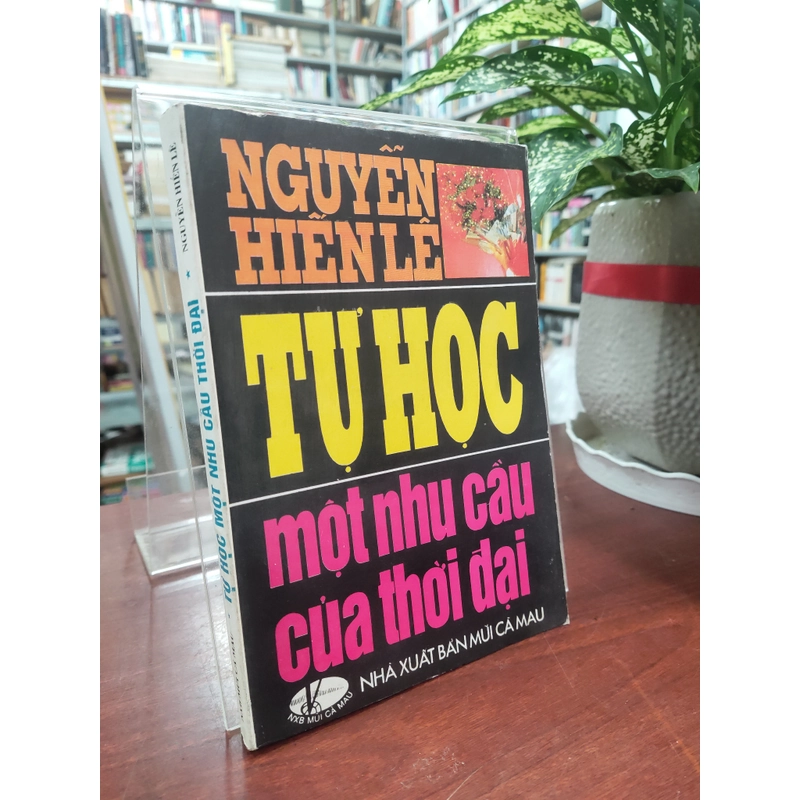 NGUYỄN
HIẾN LÊ
TỰ HỌC
một nhu cầu
của thời đại
NHÀ XUẤT BẢN MŨI CÀ MAU
NXB MŨI CÀ MAU
TỰ HỌC MỘT NHU CẦU THỜI ĐẠI * NGUYỄN HIẾN LÊ